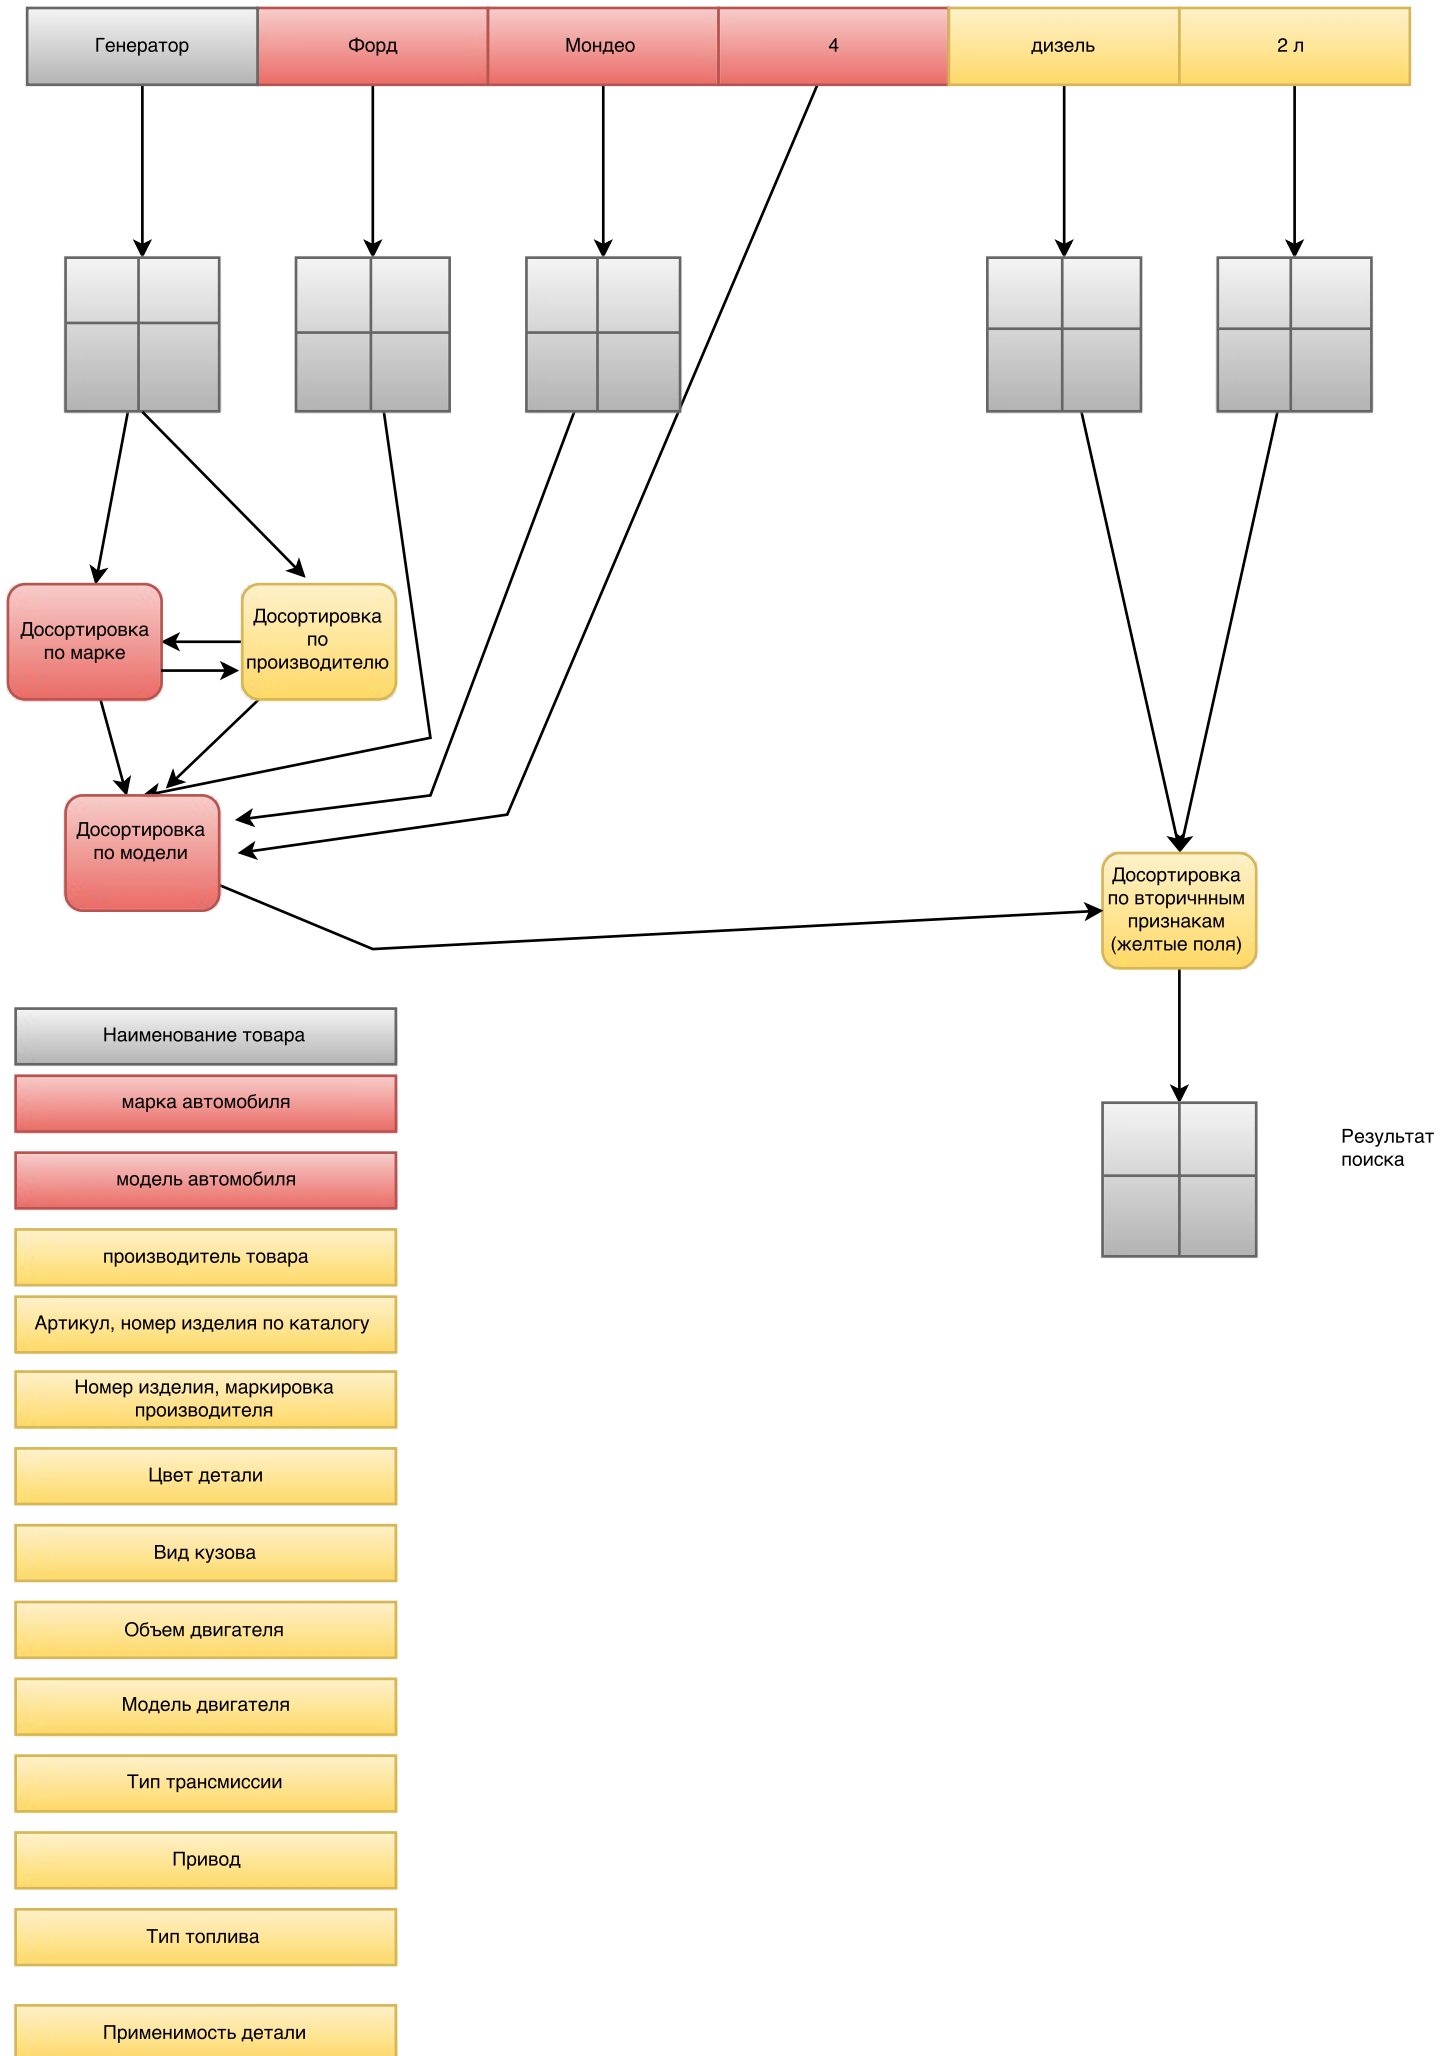 Генератор
Форд
Мондео
4
дизель
2 л
Досортировка
по марке
Досортировка
по
производителю
Досортировка
по модели
Досортировка
по вторичнным
признакам
(желтые поля)
Наименование товара
марка автомобиля
Результат
поиска
модель автомобиля
производитель товара
Артикул, номер изделия по каталогу
Номер изделия, маркировка
производителя
Цвет детали
Вид кузова
Объем двигателя
Модель двигателя
Тип трансмиссии
Привод
Тип топлива
Применимость детали